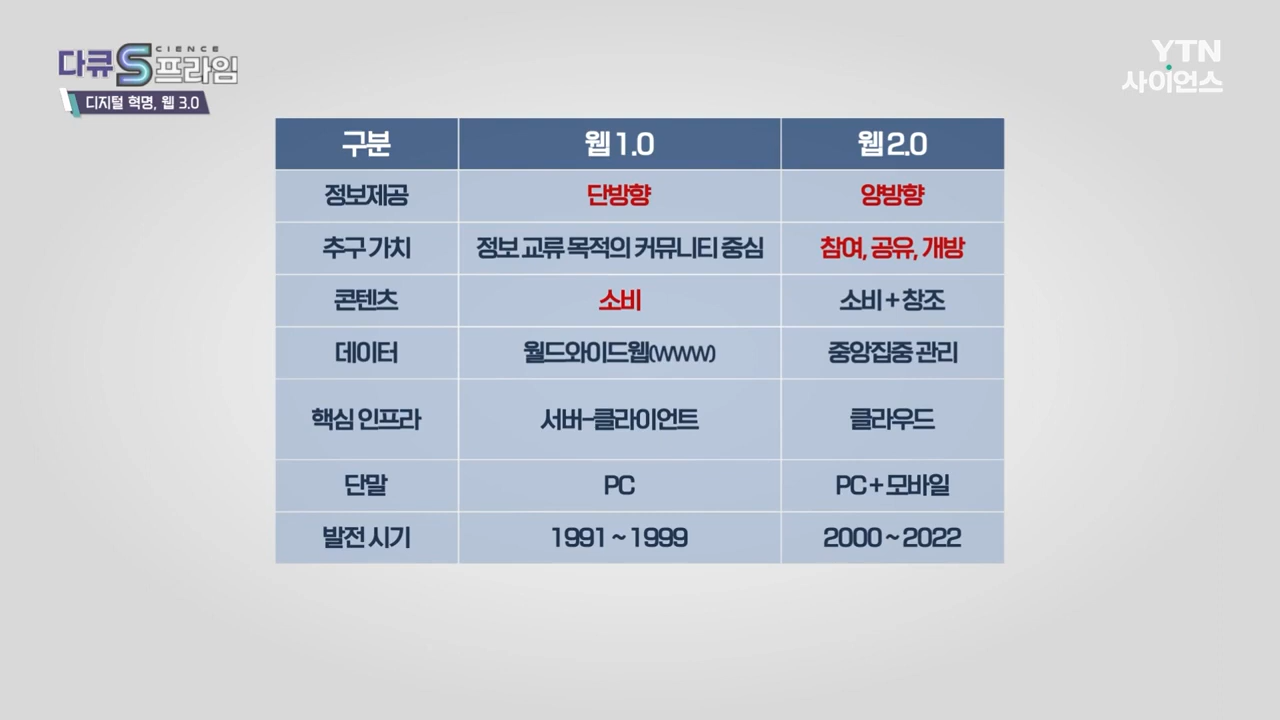 다큐S프라임
CIENCE
디지털 혁명, 웹 3.0
YTN
사이언스
구분 웹 1.0 웹 2.0
정보제공 단방향 양방향
추구 가치 정보 교류 목적의 커뮤니티 중심 참여, 공유, 개방
콘텐츠 소비 소비 + 창조
데이터 월드와이드웹(WWW) 중앙집중 관리
핵심 인프라 서버-클라이언트 클라우드
단말 PC PC + 모바일
발전 시기 1991 ~ 1999 2000 ~ 2022